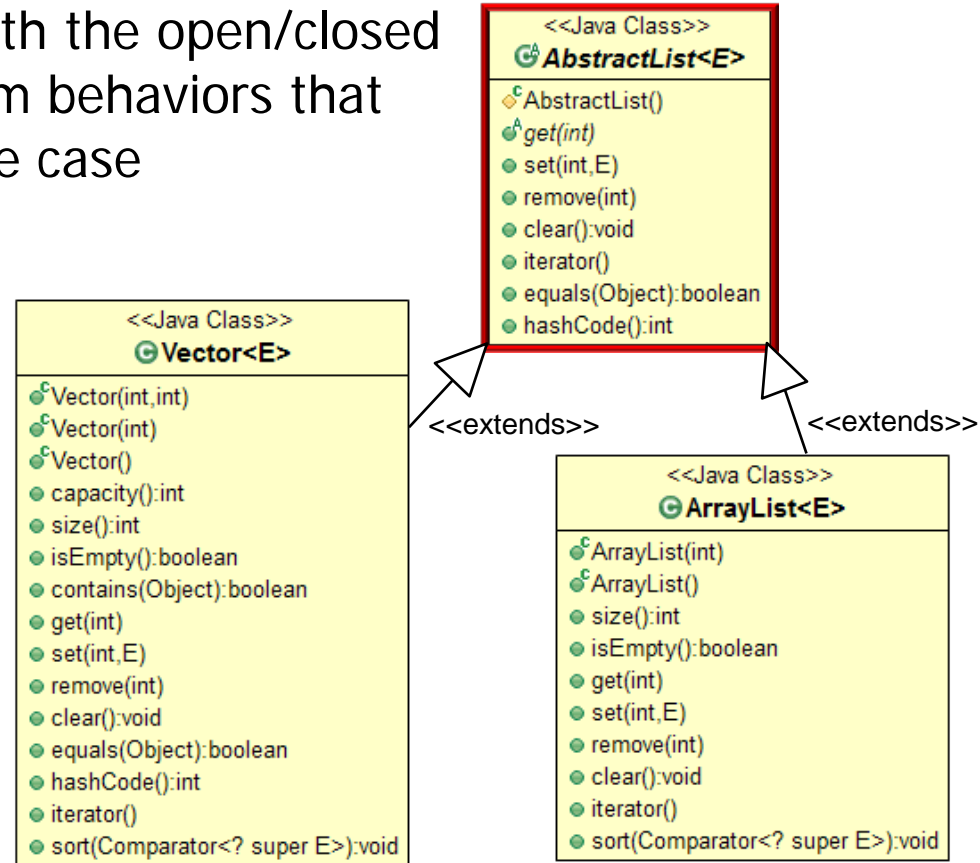 th the open/closed
m behaviors that
e case
<<Java Class>>
AbstractList<E>
AbstractList()
get(int)
set(int,E)
remove(int)
clear():void
iterator()
equals(Object):boolean
hashCode():int
<<extends>>
<<extends>>
<<Java Class>>
Vector<E>
Vector(int,int)
Vector(int)
Vector()
capacity():int
size():int
isEmpty():boolean
contains(Object):boolean
get(int)
set(int,E)
remove(int)
clear():void
equals(Object):boolean
hashCode():int
iterator()
sort(Comparator<? super E>):void
<<Java Class>>
ArrayList<E>
ArrayList(int)
ArrayList()
size():int
isEmpty():boolean
get(int)
set(int,E)
remove(int)
clear():void
iterator()
sort(Comparator<? super E>):void